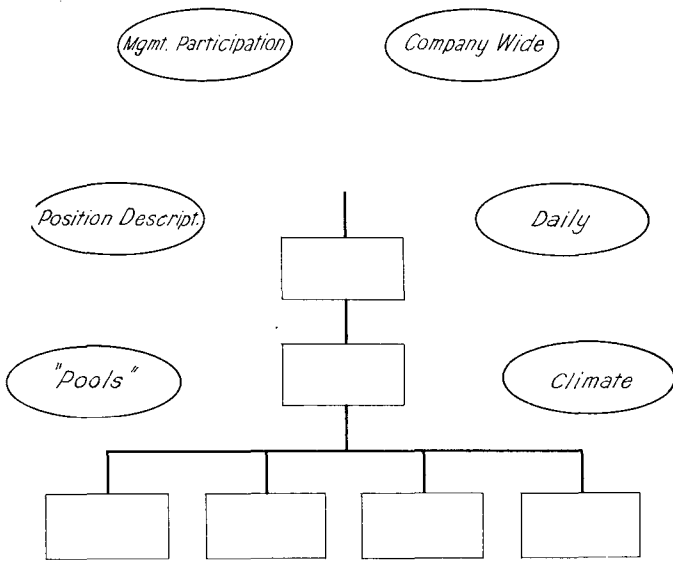 Mgmt. Participation
Company Wide
Position Descript.
Daily
"Pools"
Climate